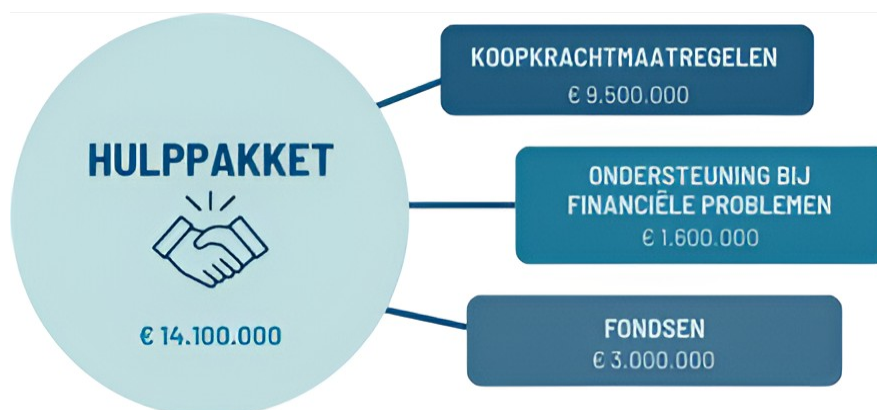 HULPPAKKET
€ 14.100.000
KOOPKRACHTMAATREGELEN
€ 9.500.000
ONDERSTEUNING BIJ
FINANCIËLE PROBLEMEN
€ 1.600.000
FONDSEN
€ 3.000.000